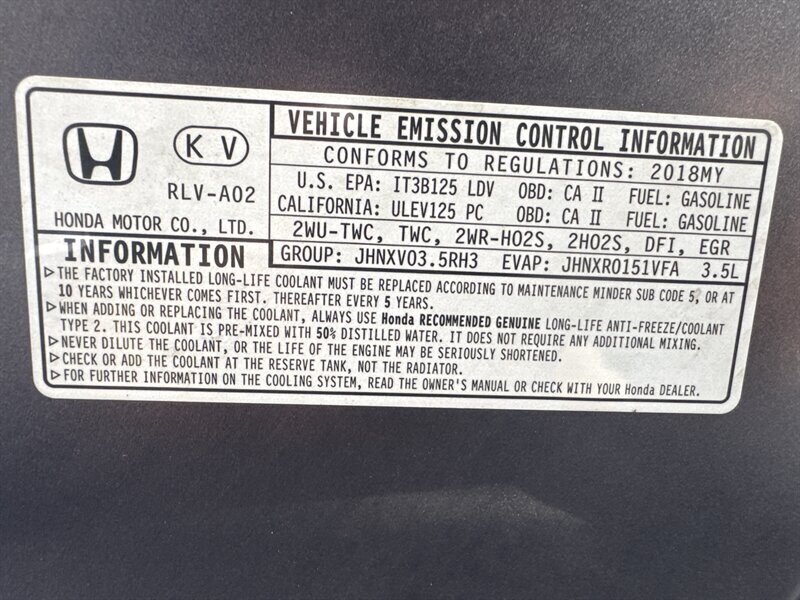 K V
RLV-A02
HONDA MOTOR CO., LTD.
VEHICLE EMISSION CONTROL INFORMATION
CONFORMS TO REGULATIONS: 2018MY
U.S. EPA: IT3B125 LDV OBD: CA II FUEL: GASOLINE
CALIFORNIA: ULEV125 PC OBD: CA II FUEL: GASOLINE
2WU-TWC, TWC, 2WR-HO2S, 2HO2S, DFI, EGR
GROUP: JHNXV03.5RH3 EVAP: JHNXR0151VFA 3.5L
INFORMATION
▷THE FACTORY INSTALLED LONG-LIFE COOLANT MUST BE REPLACED ACCORDING TO MAINTENANCE MINDER SUB CODE 5, OR AT
10 YEARS WHICHEVER COMES FIRST. THEREAFTER EVERY 5 YEARS.
▷WHEN ADDING OR REPLACING THE COOLANT, ALWAYS USE Honda RECOMMENDED GENUINE LONG-LIFE ANTI-FREEZE/COOLANT
TYPE 2. THIS COOLANT IS PRE-MIXED WITH 50% DISTILLED WATER. IT DOES NOT REQUIRE ANY ADDITIONAL MIXING.
▷NEVER DILUTE THE COOLANT, OR THE LIFE OF THE ENGINE MAY BE SERIOUSLY SHORTENED.
▷CHECK OR ADD THE COOLANT AT THE RESERVE TANK, NOT THE RADIATOR.
▷FOR FURTHER INFORMATION ON THE COOLING SYSTEM, READ THE OWNER'S MANUAL OR CHECK WITH YOUR Honda DEALER.